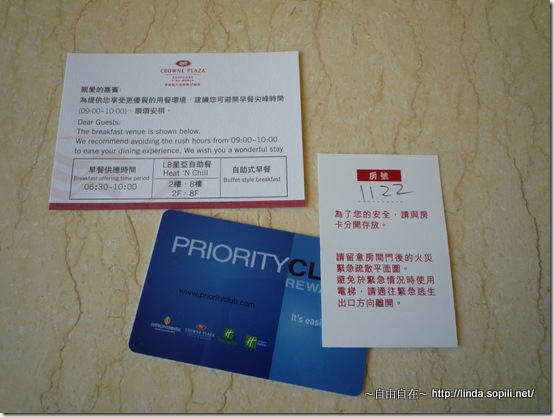 CROWNE PLAZA
親愛的嘉賓:
為提供您享受更優質的用餐環境，建議您可避開早餐尖峰時間
(09:00~10:00)，順頌安祺。
Dear Guests:
The breakfast venue is shown below.
We recommend avoiding the rush hours from 09:00~10:00
to ease your dining experience. We wish you a wonderful stay
早餐供應時間
Breakfast offering time period
06:30~10:00
LB星亞自助餐
Heat 'N Chill
2樓、8樓
2F、8F
自助式早餐
Buffet style breakfast
房號
1122
為了您的安全，請與房
卡分開存放。
請留意房間門後的火災
緊急疏散平面圖。
避免於緊急情況時使用
電梯，請通往緊急逃生
出口方向離開。
PRIORITY CL
REWA
www.priorityclub.com
It's easi
INTERCONTINENTAL
CROWNE PLAZA
～自由自在～ http://linda.sopili.net/